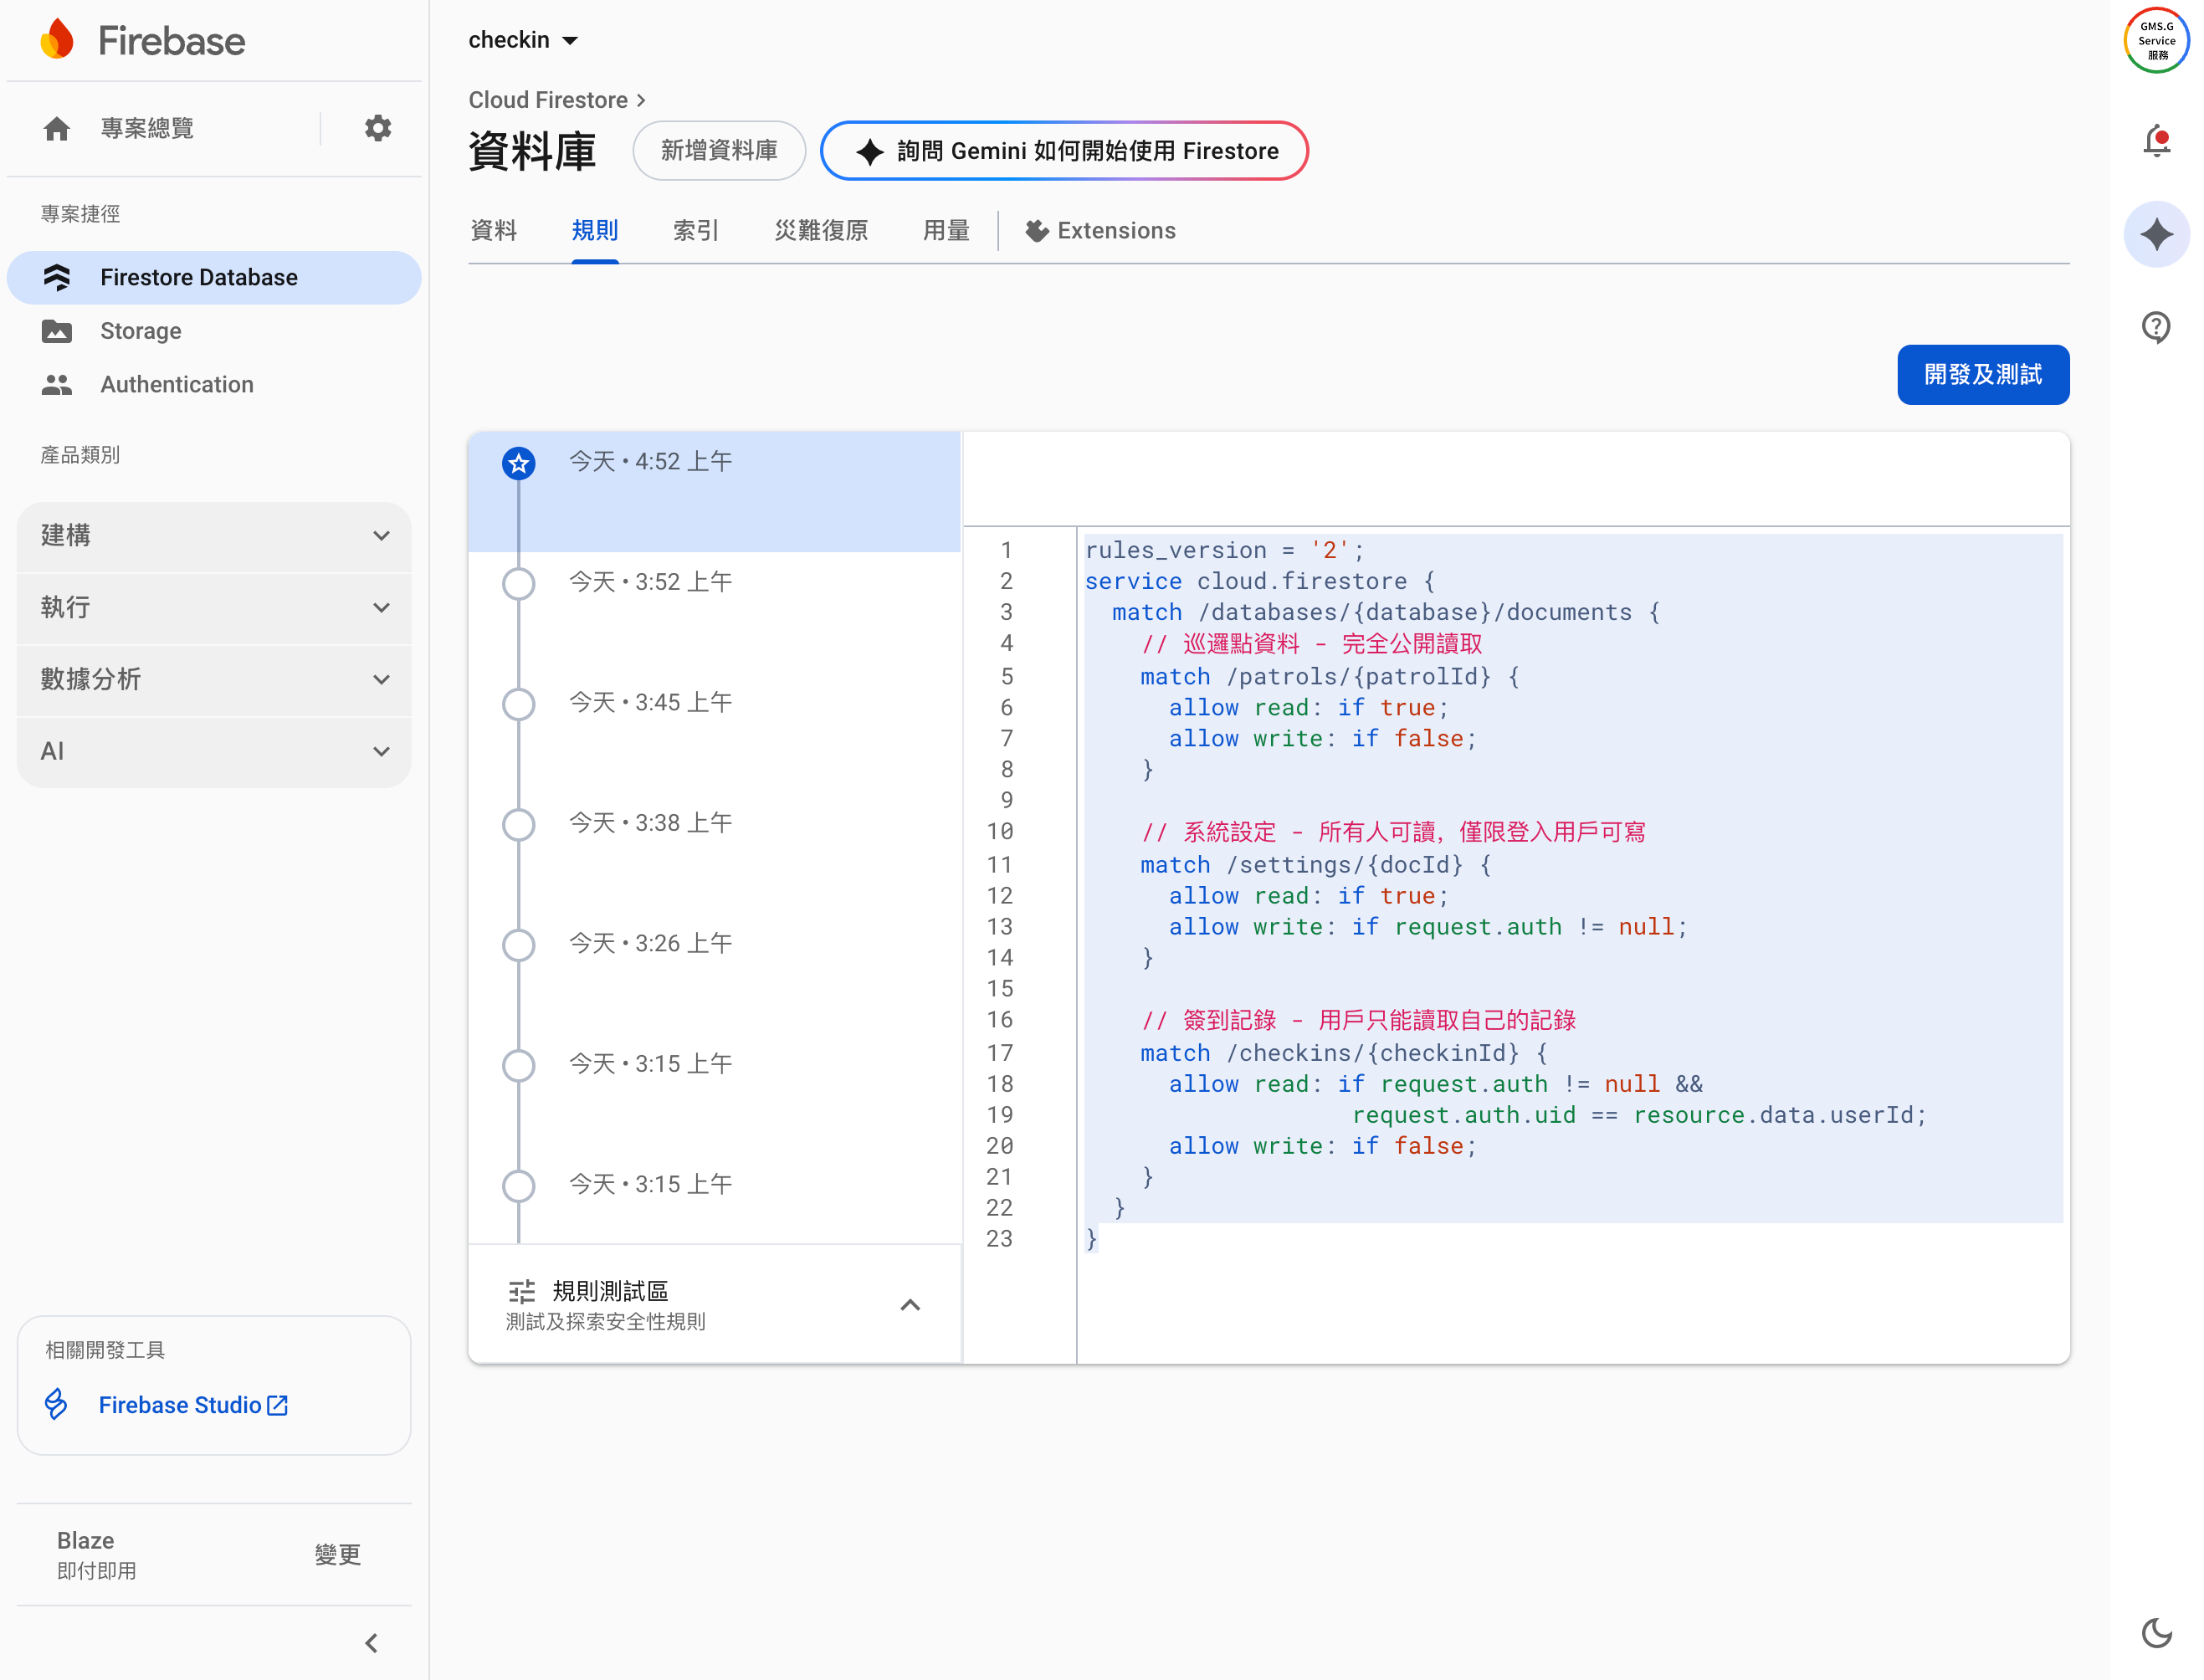 Firebase
專案總覽
專案捷徑
Firestore Database
Storage
Authentication
產品類別
建構
執行
數據分析
AI
相關開發工具
Firebase Studio
Blaze
即付即用
變更
checkin
Cloud Firestore
資料庫
新增資料庫
詢問 Gemini 如何開始使用 Firestore
資料
規則
索引
災難復原
用量
Extensions
開發及測試
今天 • 4:52 上午
今天 • 3:52 上午
今天 • 3:45 上午
今天 • 3:38 上午
今天 • 3:26 上午
今天 • 3:15 上午
今天 • 3:15 上午
規則測試區
測試及探索安全性規則
1 rules_version = '2';
2 service cloud.firestore {
3   match /databases/{database}/documents {
4     // 巡邏點資料 - 完全公開讀取
5     match /patrols/{patrolId} {
6       allow read: if true;
7       allow write: if false;
8     }
9
10     // 系統設定 - 所有人可讀，僅限登入用戶可寫
11     match /settings/{docId} {
12       allow read: if true;
13       allow write: if request.auth != null;
14     }
15
16     // 簽到記錄 - 用戶只能讀取自己的記錄
17     match /checkins/{checkinId} {
18       allow read: if request.auth != null &&
19                    request.auth.uid == resource.data.userId;
20       allow write: if false;
21     }
22   }
23 }
GMS.G
Service
服務